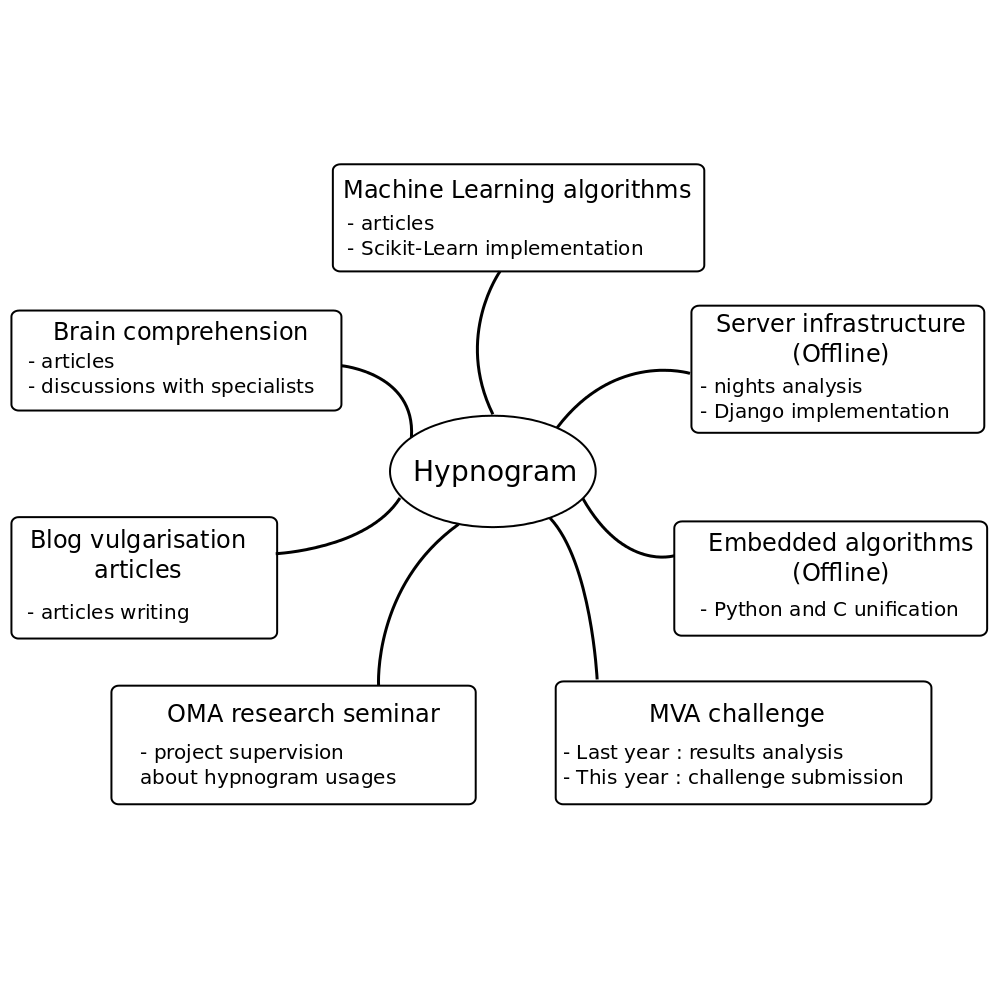 Machine Learning algorithms
- articles
- Scikit-Learn implementation
Brain comprehension
- articles
- discussions with specialists
Server infrastructure
(Offline)
- nights analysis
- Django implementation
Hypnogram
Blog vulgarisation
articles
- articles writing
Embedded algorithms
(Offline)
- Python and C unification
OMA research seminar
- project supervision
about hypnogram usages
MVA challenge
- Last year : results analysis
- This year : challenge submission